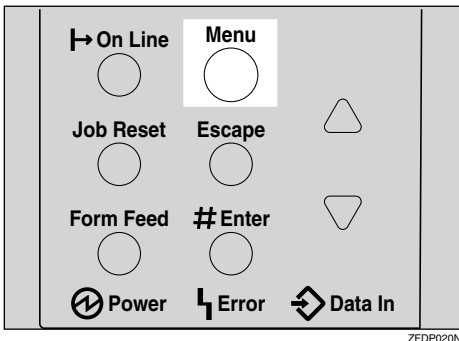 On Line Menu
Job Reset Escape
Form Feed # Enter
Power Error Data In
ZEDP020N